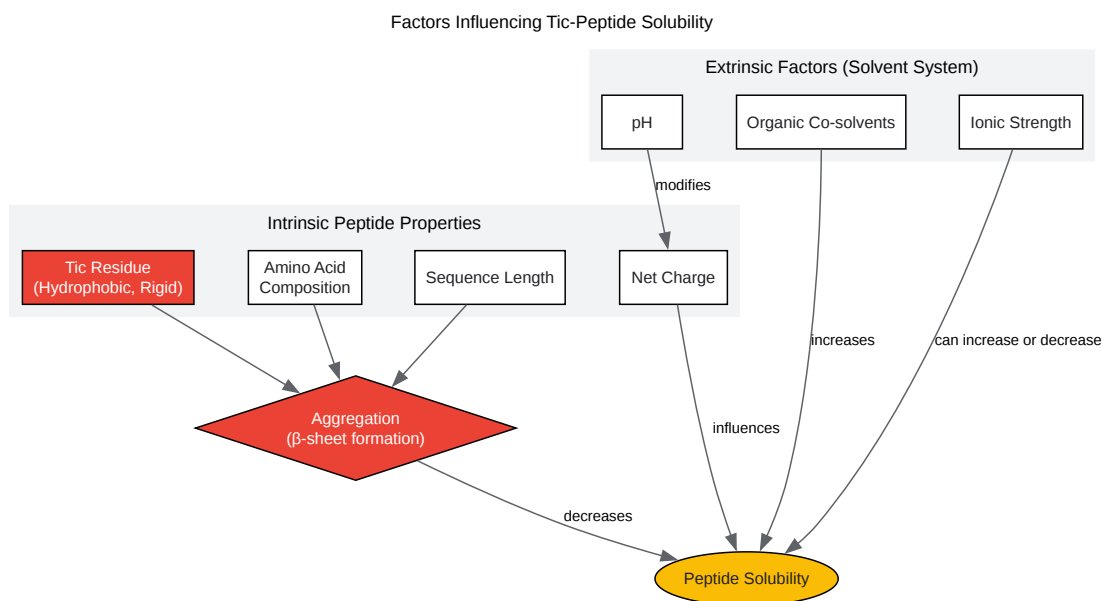 Factors Influencing Tic-Peptide Solubility
Extrinsic Factors (Solvent System)
pH
Organic Co-solvents
Ionic Strength
modifies
Intrinsic Peptide Properties
Tic Residue
(Hydrophobic, Rigid)
Amino Acid
Composition
Sequence Length
Net Charge
increases
can increase or decrease
Aggregation
(β-sheet formation)
influences
decreases
Peptide Solubility